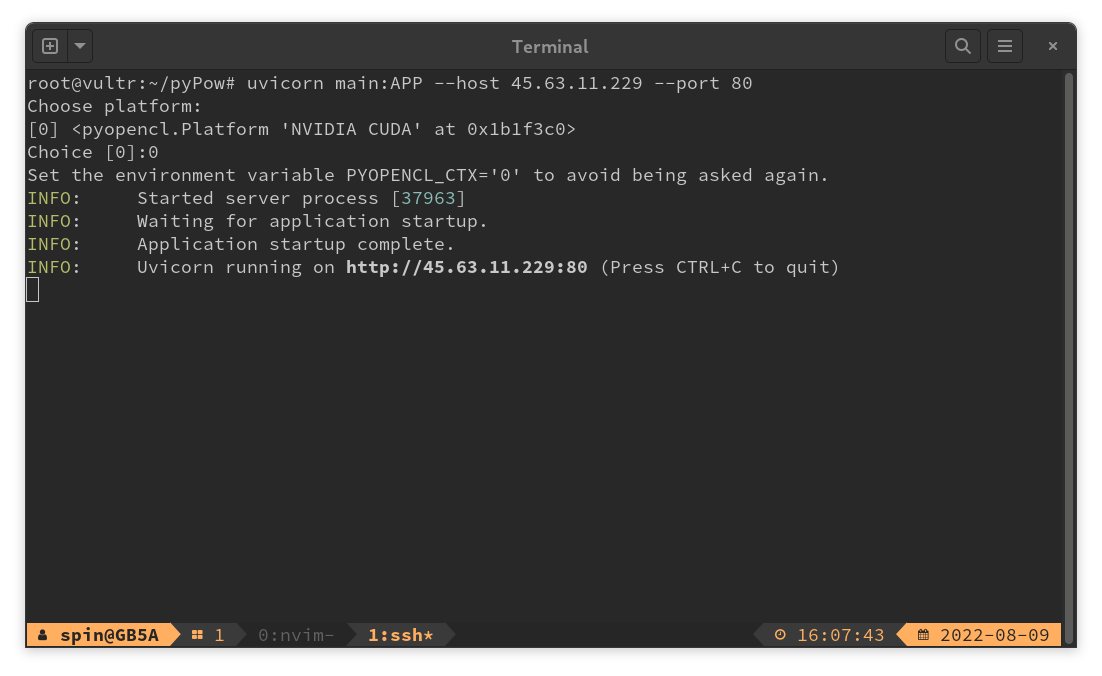 Terminal
root@vultr:~/pyPow# uvicorn main:APP --host 45.63.11.229 --port 80
Choose platform:
[0] <pyopencl.Platform 'NVIDIA CUDA' at 0x1b1f3c0>
Choice [0]:0
Set the environment variable PYOPENCL_CTX='0' to avoid being asked again.
INFO:     Started server process [37963]
INFO:     Waiting for application startup.
INFO:     Application startup complete.
INFO:     Uvicorn running on http://45.63.11.229:80 (Press CTRL+C to quit)
spin@GB5A 1 0:nvim- 1:ssh* 16:07:43 2022-08-09